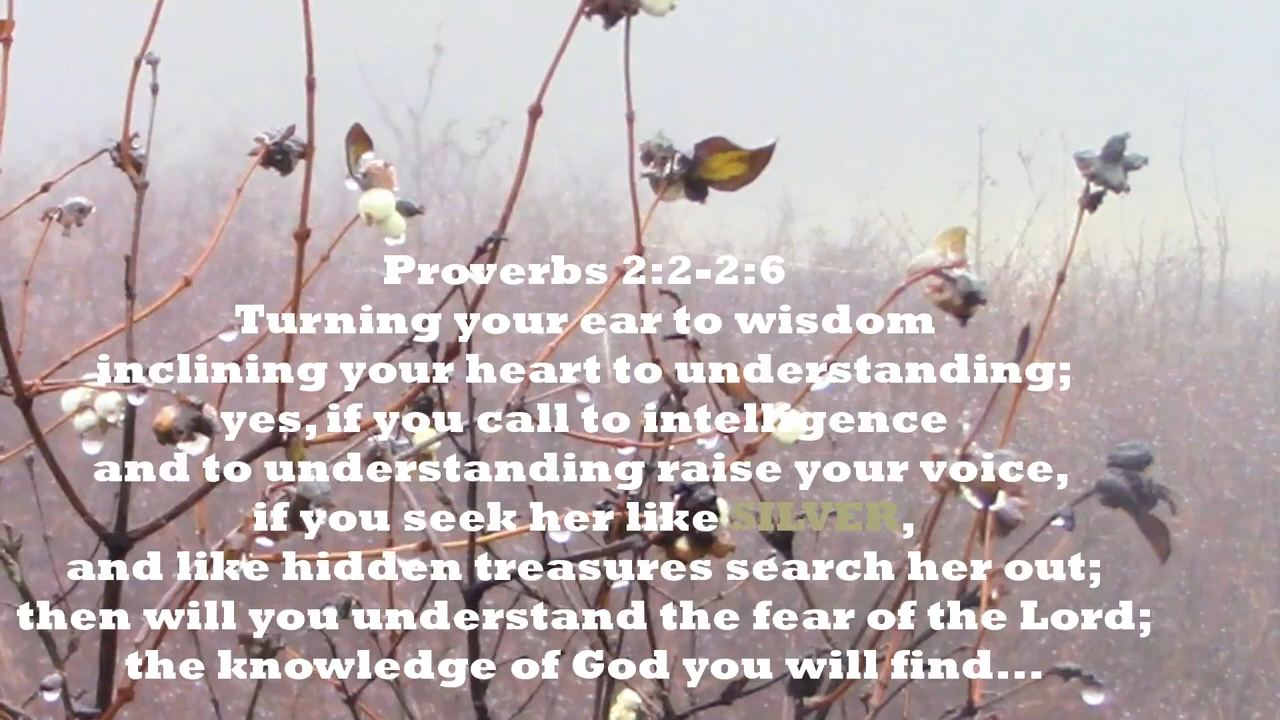 Proverbs 2:2-2:6
Turning your ear to wisdom
inclining your heart to understanding;
yes, if you call to intelligence
and to understanding raise your voice,
if you seek her like SILVER,
and like hidden treasures search her out;
then will you understand the fear of the Lord;
the knowledge of God you will find...